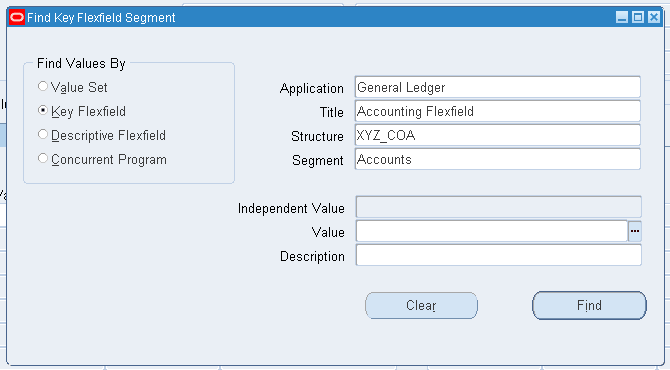 Find Key Flexfield Segment
Find Values By
Value Set
Key Flexfield
Descriptive Flexfield
Concurrent Program
Application General Ledger
Title Accounting Flexfield
Structure XYZ_COA
Segment Accounts
Independent Value
Value ...
Description
Clear Find